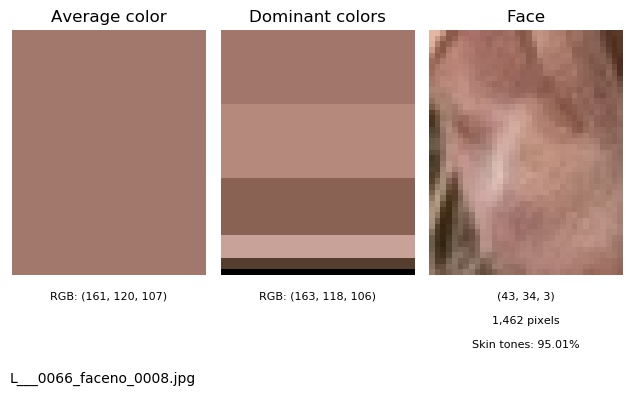 Average color
Dominant colors
Face
RGB: (161, 120, 107)
RGB: (163, 118, 106)
(43, 34, 3)
1,462 pixels
Skin tones: 95.01%
L___0066_faceno_0008.jpg